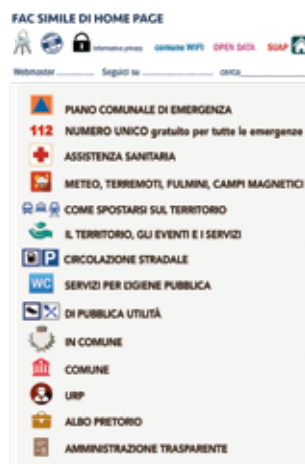 FAC SIMILE DI HOME PAGE
Informativa privacy comune WIFI OPEN DATA SUAP
Webmaster Seguici su cerca
PIANO COMUNALE DI EMERGENZA
112 NUMERO UNICO gratuito per tutte le emergenze
ASSISTENZA SANITARIA
METEO, TERREMOTI, FULMINI, CAMPI MAGNETICI
COME SPOSTARSI SUL TERRITORIO
IL TERRITORIO, GLI EVENTI E I SERVIZI
P CIRCOLAZIONE STRADALE
WC SERVIZI PER L'IGIENE PUBBLICA
DI PUBBLICA UTILITÀ
IN COMUNE
COMUNE
URP
ALBO PRETORIO
AMMINISTRAZIONE TRASPARENTE